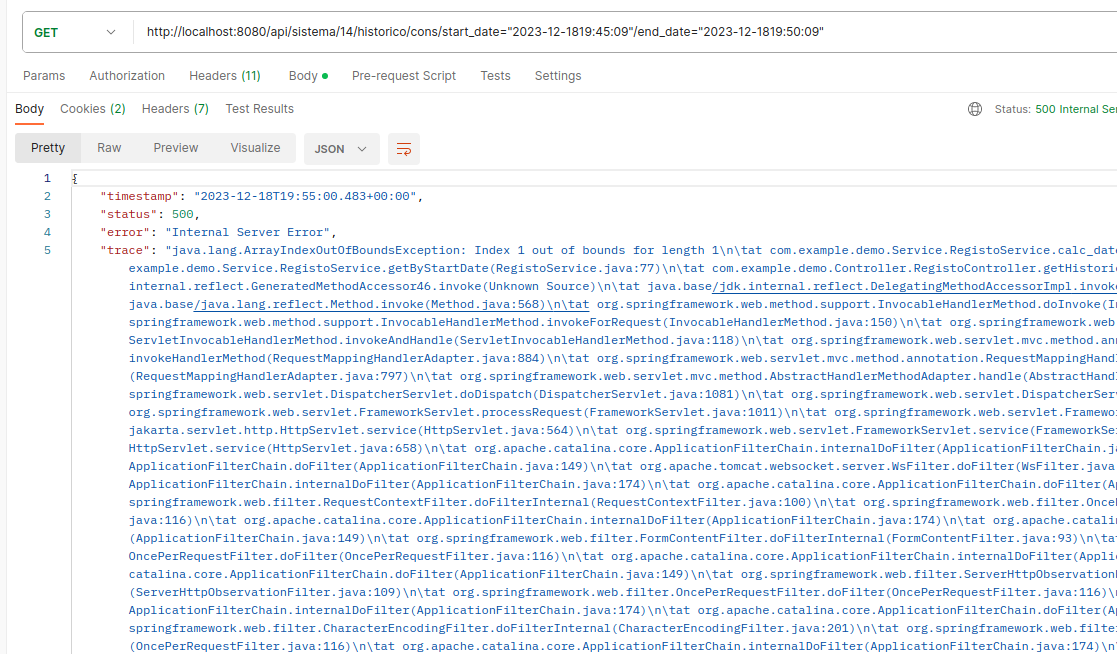 GET http://localhost:8080/api/sistema/14/historico/cons/start_date="2023-12-1819:45:09"/end_date="2023-12-1819:50:09"
Params Authorization Headers (11) Body Pre-request Script Tests Settings
Body Cookies (2) Headers (7) Test Results Status: 500 Internal Ser
Pretty Raw Preview Visualize JSON
1 {
2 "timestamp": "2023-12-18T19:55:00.483+00:00",
3 "status": 500,
4 "error": "Internal Server Error",
5 "trace": "java.lang.ArrayIndexOutOfBoundsException: Index 1 out of bounds for length 1\n\tat com.example.demo.Service.RegistoService.calc_date
example.demo.Service.RegistoService.getByStartDate(RegistoService.java:77)\n\tat com.example.demo.Controller.RegistoController.getHistoric
internal.reflect.GeneratedMethodAccessor46.invoke(Unknown Source)\n\tat java.base/jdk.internal.reflect.DelegatingMethodAccessorImpl.invoke
java.base/java.lang.reflect.Method.invoke(Method.java:568)\n\tat org.springframework.web.method.support.InvocableHandlerMethod.doInvoke(In
springframework.web.method.support.InvocableHandlerMethod.invokeForRequest(InvocableHandlerMethod.java:150)\n\tat org.springframework.web.
ServletInvocableHandlerMethod.invokeAndHandle(ServletInvocableHandlerMethod.java:118)\n\tat org.springframework.web.servlet.mvc.method.ann
invokeHandlerMethod(RequestMappingHandlerAdapter.java:884)\n\tat org.springframework.web.servlet.mvc.method.annotation.RequestMappingHandl
(RequestMappingHandlerAdapter.java:797)\n\tat org.springframework.web.servlet.mvc.method.AbstractHandlerMethodAdapter.handle(AbstractHandl
springframework.web.servlet.DispatcherServlet.doDispatch(DispatcherServlet.java:1081)\n\tat org.springframework.web.servlet.DispatcherServ
org.springframework.web.servlet.FrameworkServlet.processRequest(FrameworkServlet.java:1011)\n\tat org.springframework.web.servlet.Framewor
jakarta.servlet.http.HttpServlet.service(HttpServlet.java:564)\n\tat org.springframework.web.servlet.FrameworkServlet.service(FrameworkSer
HttpServlet.service(HttpServlet.java:658)\n\tat org.apache.catalina.core.ApplicationFilterChain.internalDoFilter(ApplicationFilterChain.ja
ApplicationFilterChain.doFilter(ApplicationFilterChain.java:149)\n\tat org.apache.tomcat.websocket.server.WsFilter.doFilter(WsFilter.java:
ApplicationFilterChain.internalDoFilter(ApplicationFilterChain.java:174)\n\tat org.apache.catalina.core.ApplicationFilterChain.doFilter(Ap
springframework.web.filter.RequestContextFilter.doFilterInternal(RequestContextFilter.java:100)\n\tat org.springframework.web.filter.OnceP
java:116)\n\tat org.apache.catalina.core.ApplicationFilterChain.internalDoFilter(ApplicationFilterChain.java:174)\n\tat org.apache.catalin
(ApplicationFilterChain.java:149)\n\tat org.springframework.web.filter.FormContentFilter.doFilterInternal(FormContentFilter.java:93)\n\tat
OncePerRequestFilter.doFilter(OncePerRequestFilter.java:116)\n\tat org.apache.catalina.core.ApplicationFilterChain.internalDoFilter(Applic
catalina.core.ApplicationFilterChain.doFilter(ApplicationFilterChain.java:149)\n\tat org.springframework.web.filter.ServerHttpObservationF
(ServerHttpObservationFilter.java:109)\n\tat org.springframework.web.filter.OncePerRequestFilter.doFilter(OncePerRequestFilter.java:116)\n
ApplicationFilterChain.internalDoFilter(ApplicationFilterChain.java:174)\n\tat org.apache.catalina.core.ApplicationFilterChain.doFilter(Ap
springframework.web.filter.CharacterEncodingFilter.doFilterInternal(CharacterEncodingFilter.java:201)\n\tat org.springframework.web.filter
(OncePerRequestFilter.java:116)\n\tat org.apache.catalina.core.ApplicationFilterChain.internalDoFilter(ApplicationFilterChain.java:174)\n